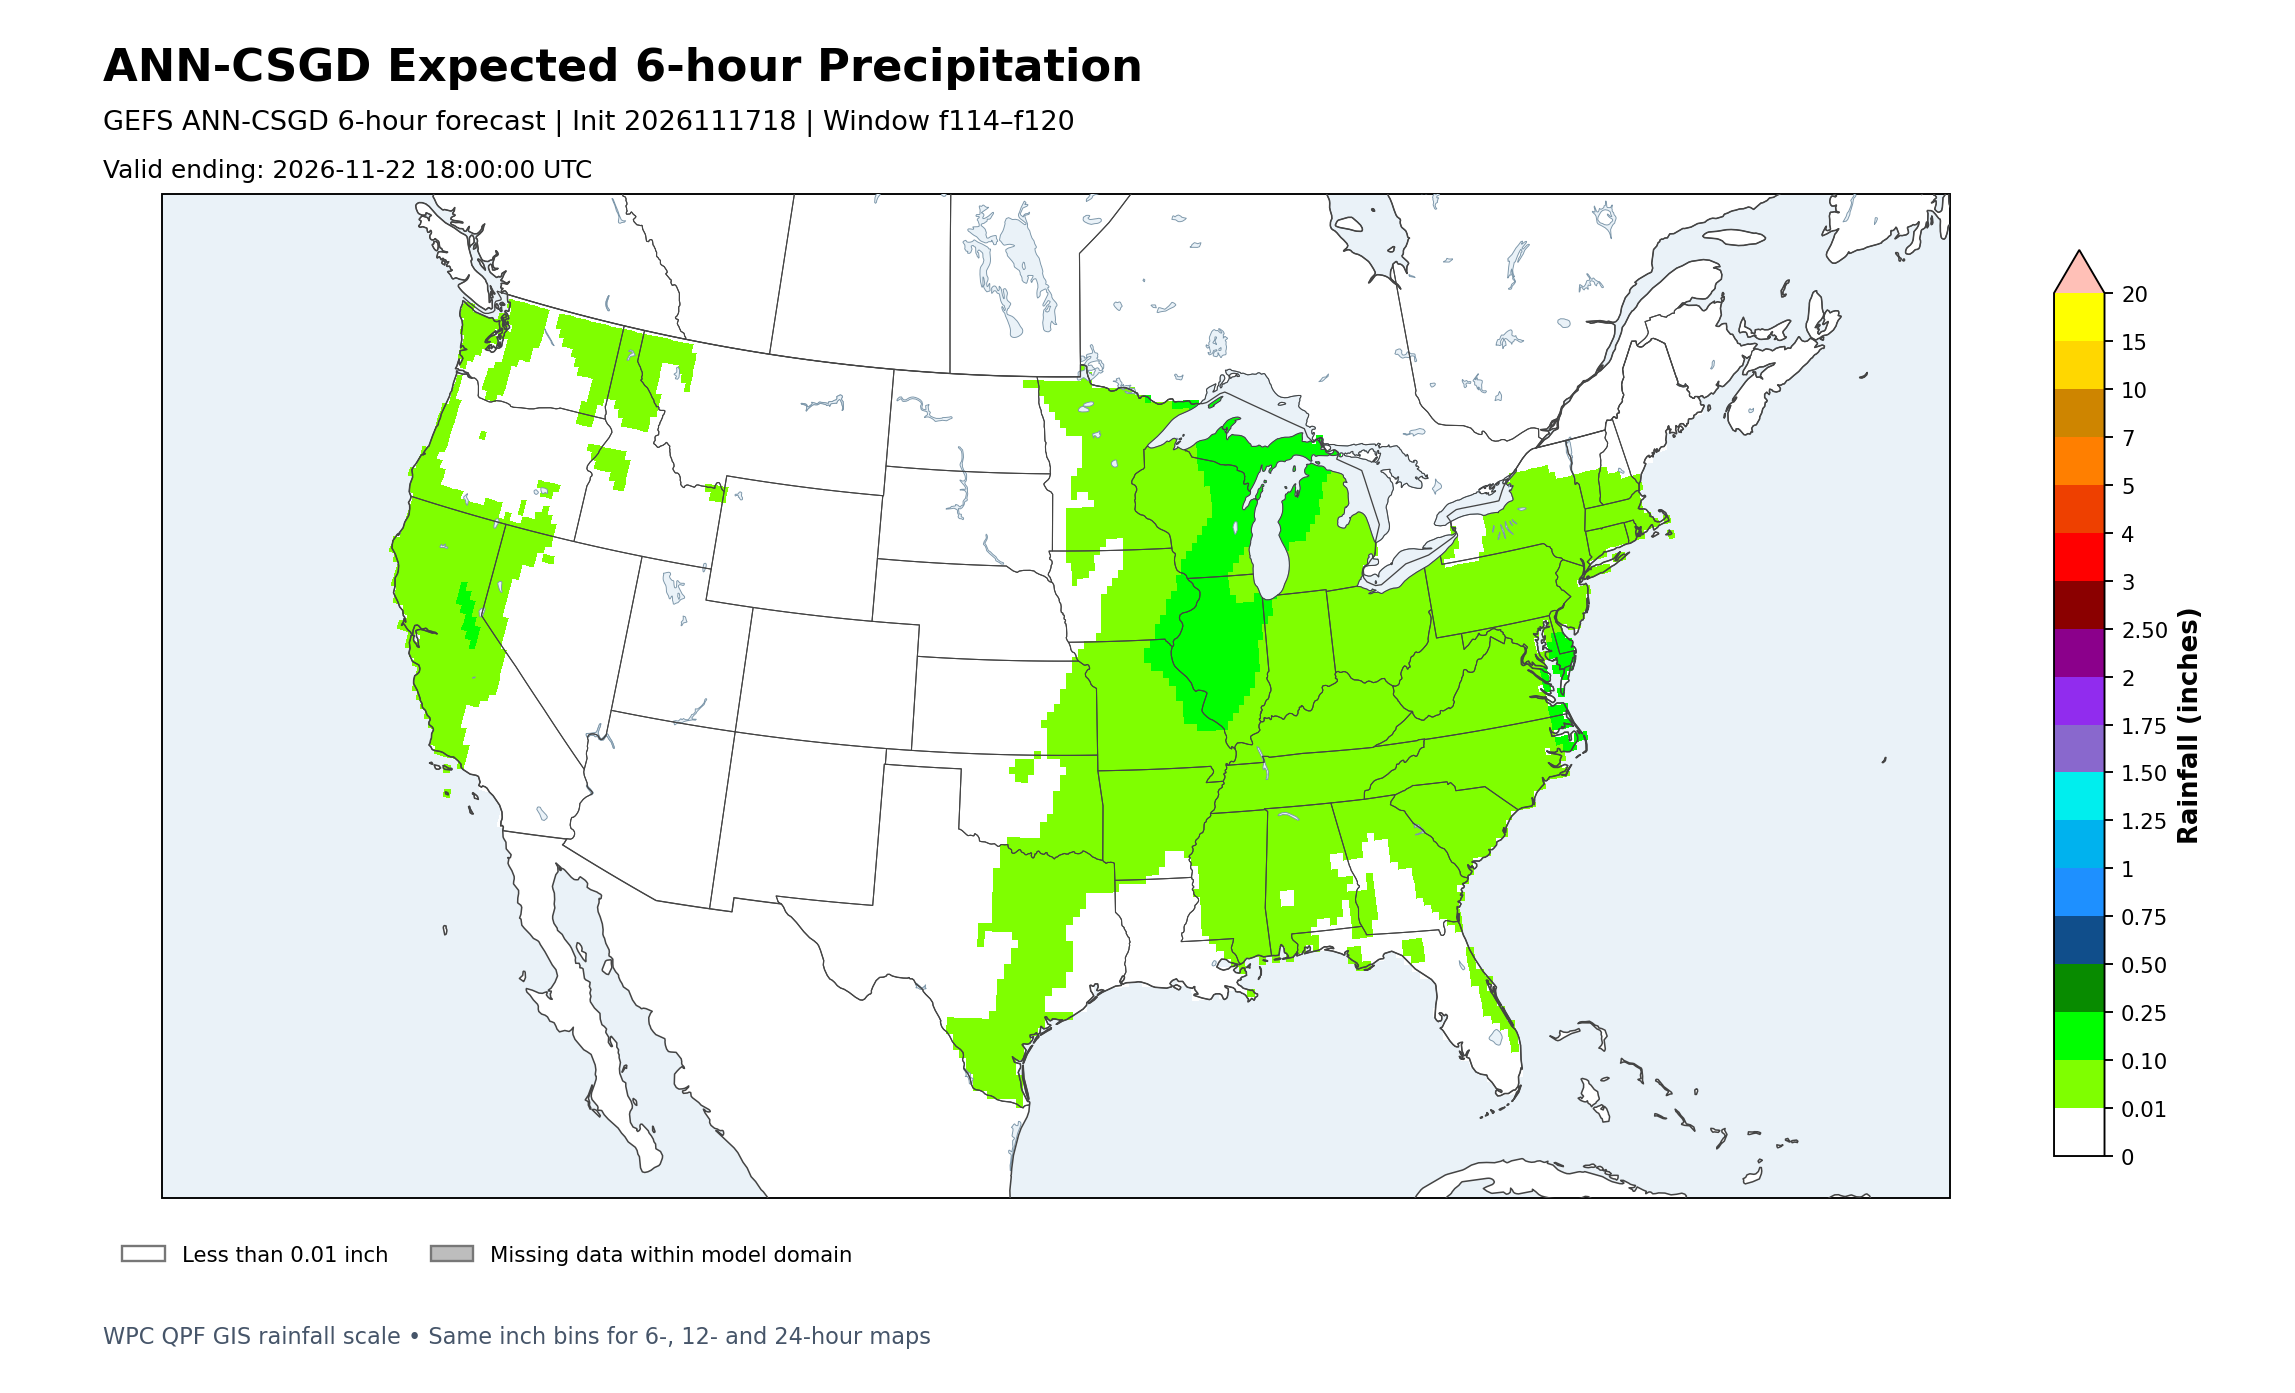 ANN-CSGD Expected 6-hour Precipitation
GEFS ANN-CSGD 6-hour forecast | Init 2026111718 | Window f114–f120
Valid ending: 2026-11-22 18:00:00 UTC
20
15
10
7
5
4
3
2.50
2
1.75
1.50
1.25
1
0.75
0.50
0.25
0.10
0.01
0
Rainfall (inches)
Less than 0.01 inch
Missing data within model domain
WPC QPF GIS rainfall scale • Same inch bins for 6-, 12- and 24-hour maps